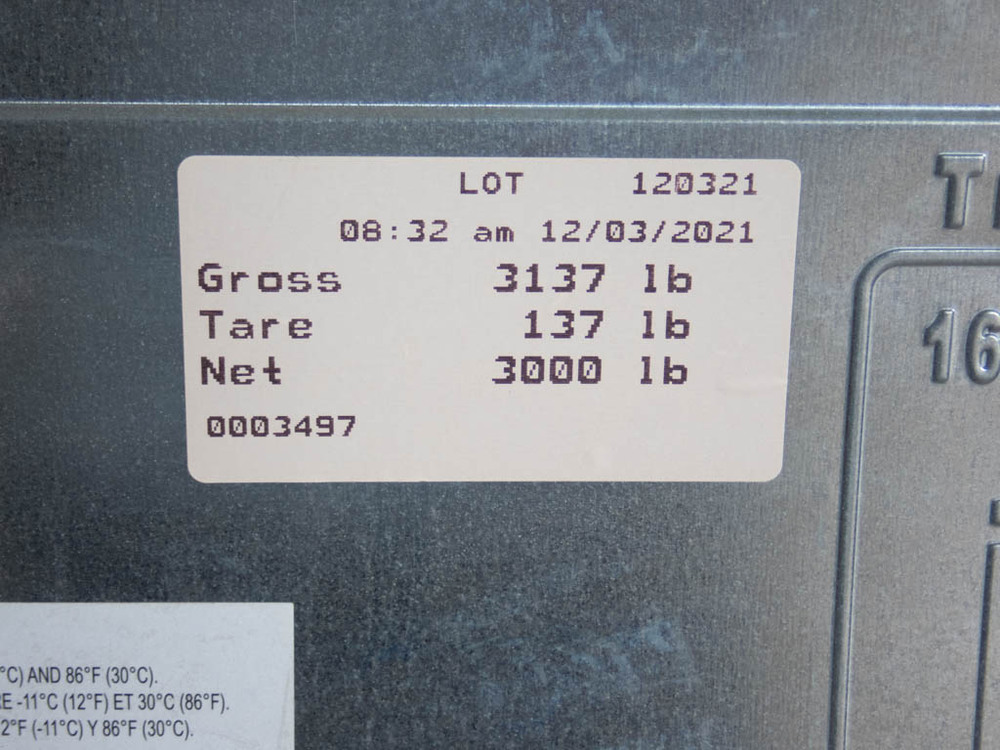 LOT 120321
08:32 am 12/03/2021
Gross 3137 lb
Tare 137 lb
Net 3000 lb
0003497
16
°C) AND 86°F (30°C).
-11°C (12°F) ET 30°C (86°F).
2°F (-11°C) Y 86°F (30°C).